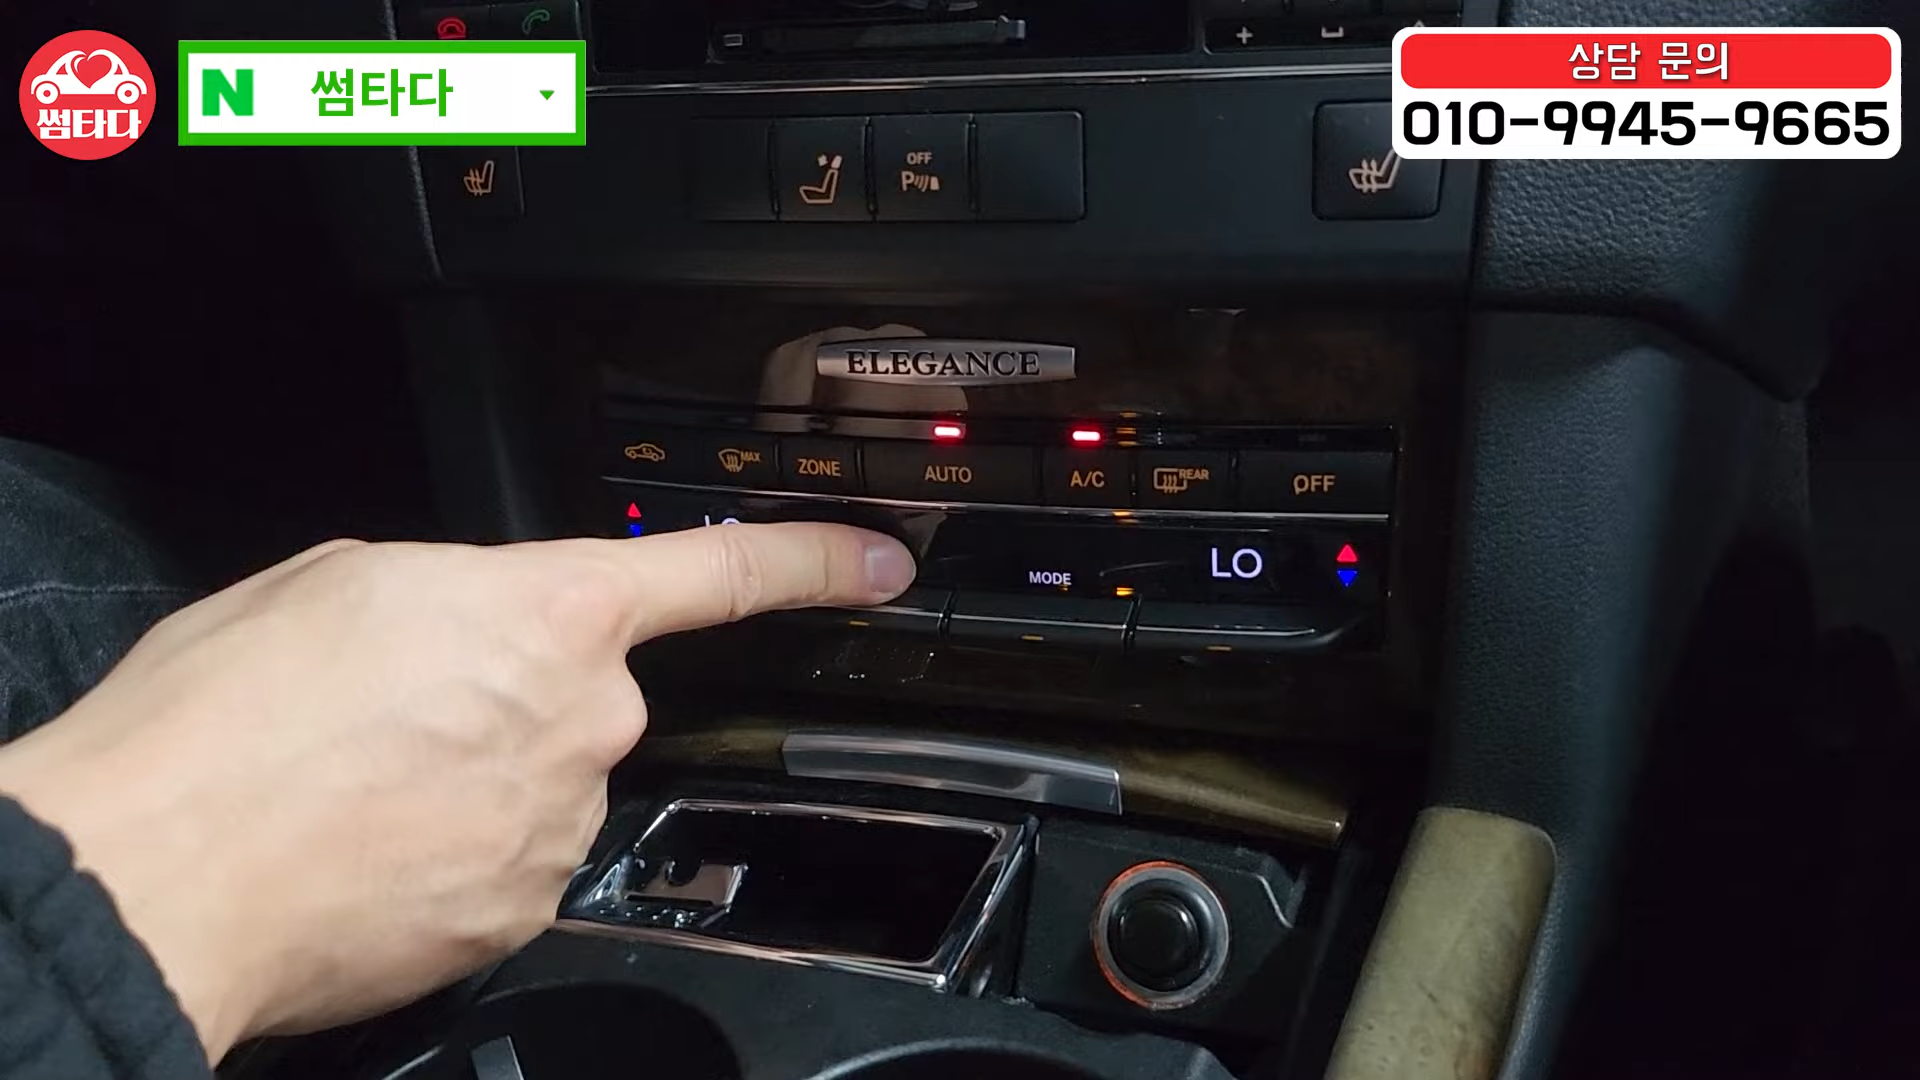 썸타다
N 썸타다
상담 문의
010-9945-9665
OFF
P
ELEGANCE
MAX
ZONE
AUTO
A/C
REAR
OFF
LO
MODE
LO